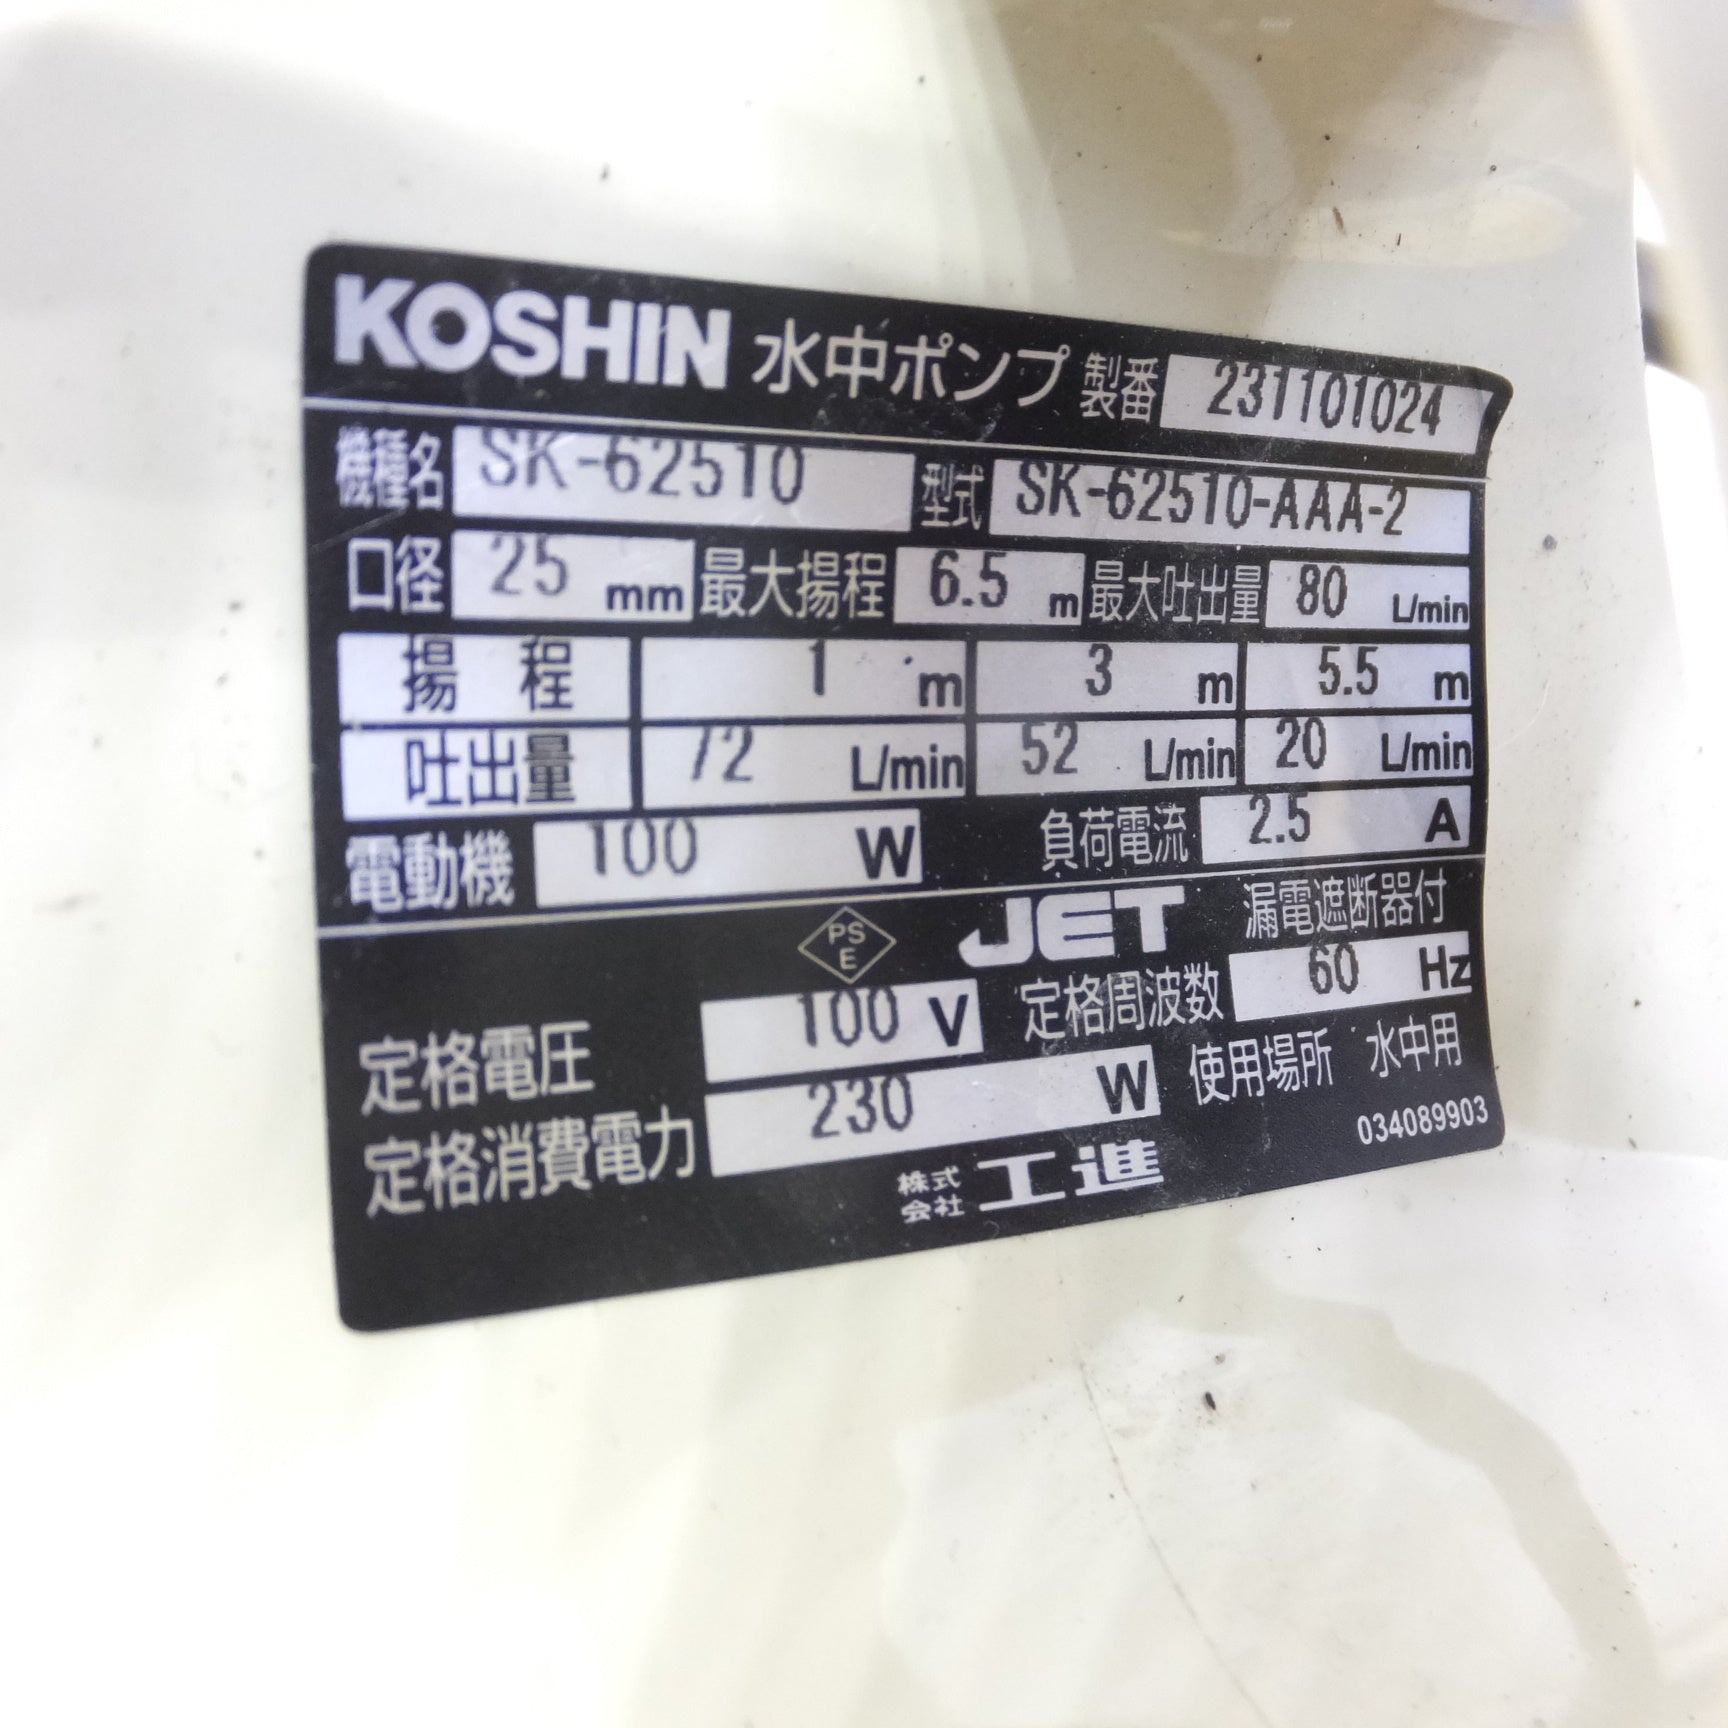 KOSHIN 水中ポンプ 製番 231101024
機種名 SK-62510 型式 SK-62510-AAA-2
口径 25 mm 最大揚程 6.5 m 最大吐出量 80 L/min
揚程 1 m 3 m 5.5 m
吐出量 72 L/min 52 L/min 20 L/min
電動機 100 W 負荷電流 2.5 A
PS E JET 漏電遮断器付
定格電圧 100 V 定格周波数 60 Hz
定格消費電力 230 W 使用場所 水中用
034089903
株式会社 工進